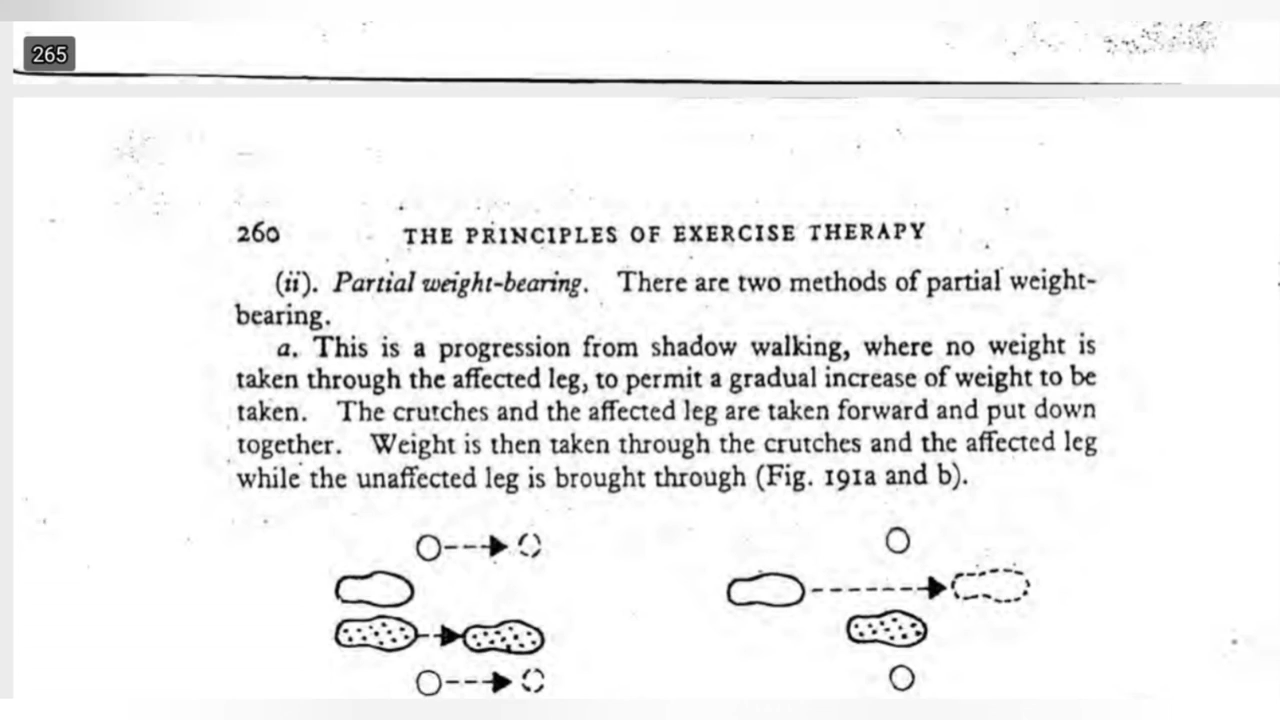 265
260 THE PRINCIPLES OF EXERCISE THERAPY
(ii). Partial weight-bearing. There are two methods of partial weight-
bearing.
a. This is a progression from shadow walking, where no weight is
taken through the affected leg, to permit a gradual increase of weight to be
taken. The crutches and the affected leg are taken forward and put down
together. Weight is then taken through the crutches and the affected leg
while the unaffected leg is brought through (Fig. 191a and b).